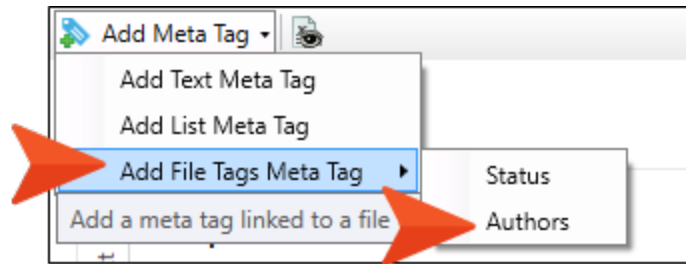 Add Meta Tag
Add Text Meta Tag
Add List Meta Tag
Add File Tags Meta Tag
Status
Add a meta tag linked to a file
Authors